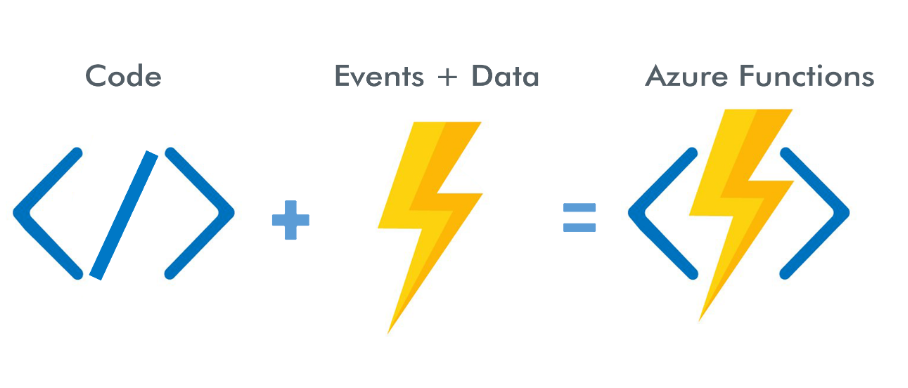 Code
Events + Data
Azure Functions